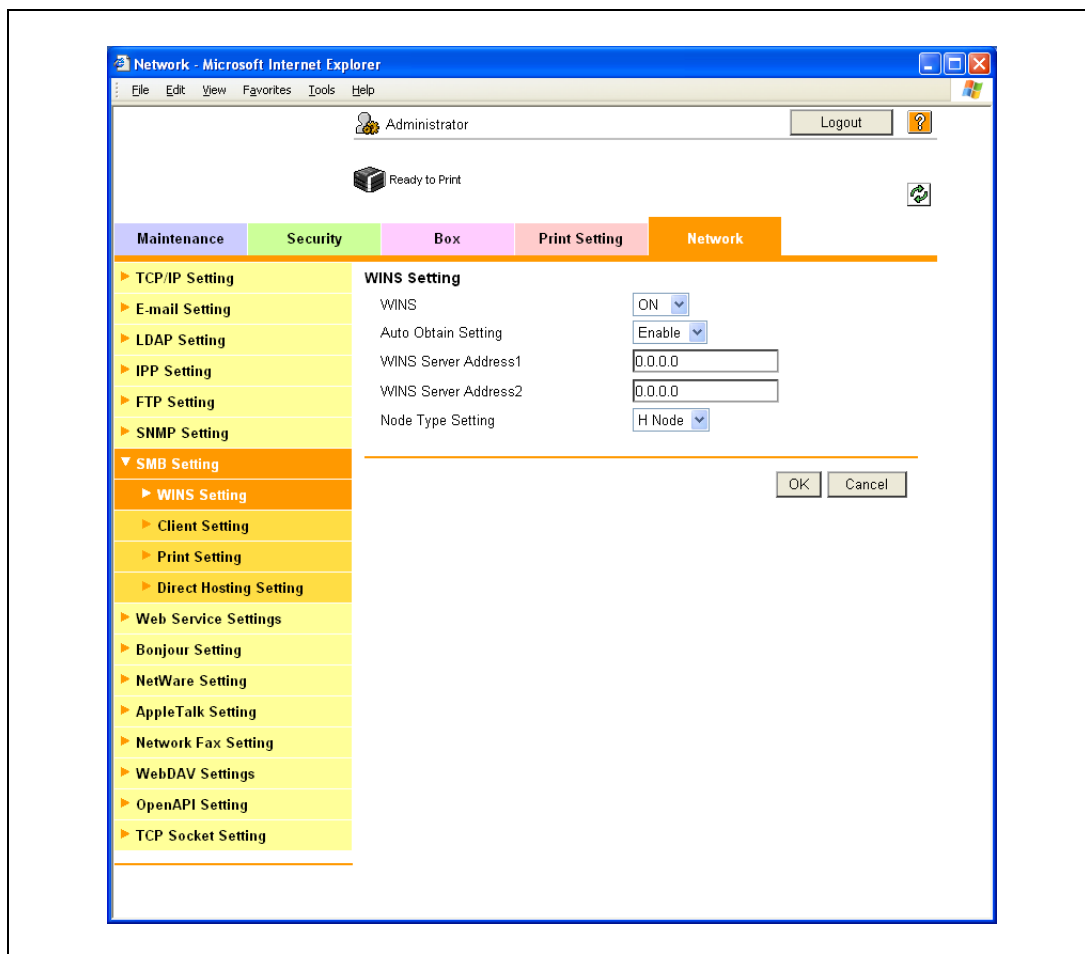 Network - Microsoft Internet Explorer
File Edit View Favorites Tools Help
Administrator
Logout
?
Ready to Print
Maintenance Security Box Print Setting Network
TCP/IP Setting
E-mail Setting
LDAP Setting
IPP Setting
FTP Setting
SNMP Setting
SMB Setting
WINS Setting
Client Setting
Print Setting
Direct Hosting Setting
Web Service Settings
Bonjour Setting
NetWare Setting
AppleTalk Setting
Network Fax Setting
WebDAV Settings
OpenAPI Setting
TCP Socket Setting
WINS Setting
WINS ON
Auto Obtain Setting Enable
WINS Server Address1 0.0.0.0
WINS Server Address2 0.0.0.0
Node Type Setting H Node
OK Cancel